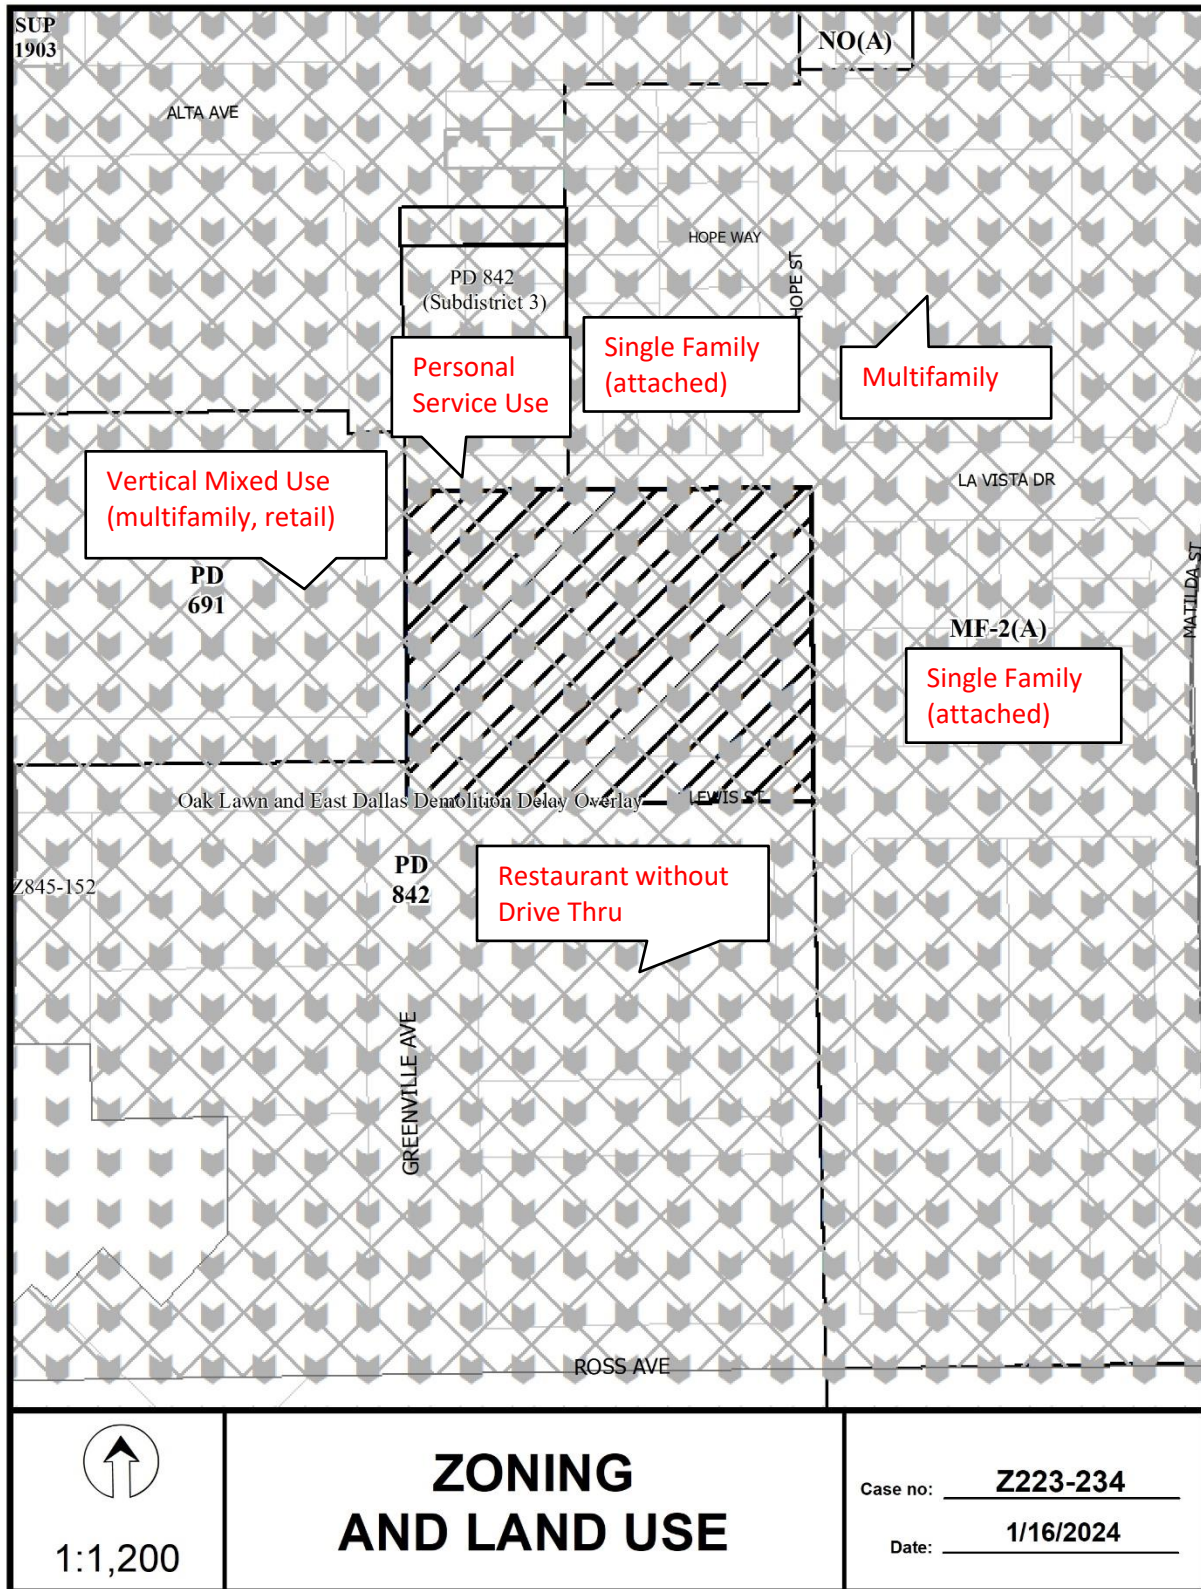 SUP
1903
NO(A)
ALTA AVE
HOPE WAY
HOPE ST
PD 842
(Subdistrict 3)
Personal
Service Use
Single Family
(attached)
Multifamily
Vertical Mixed Use
(multifamily, retail)
LA VISTA DR
MATILDA ST
PD
691
MF-2(A)
Single Family
(attached)
Oak Lawn and East Dallas Demolition Delay Overlay
LEWIS ST
Z845-152
PD
842
Restaurant without
Drive Thru
GREENVILLE AVE
ROSS AVE
1:1,200
ZONING
AND LAND USE
Case no: Z223-234
Date: 1/16/2024